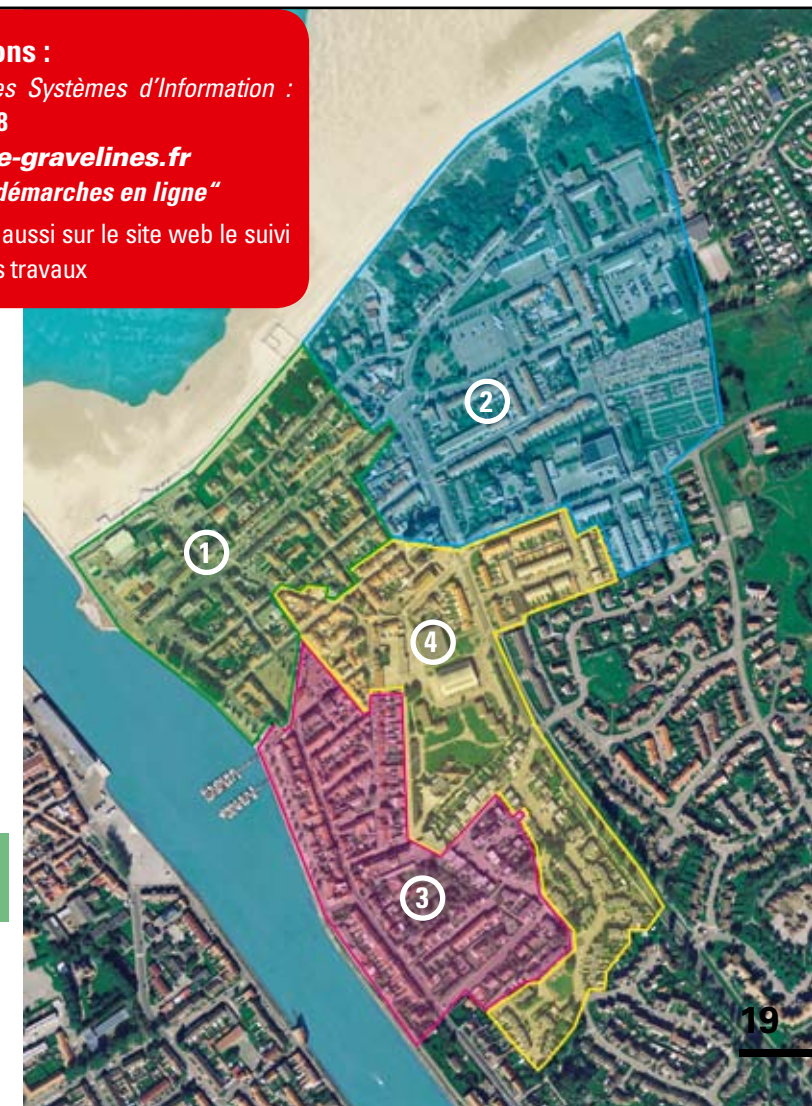 ons :
es Systèmes d'Information :
8
e-gravelines.fr
démarches en ligne“
aussi sur le site web le suivi
s travaux
2
1
4
3
19